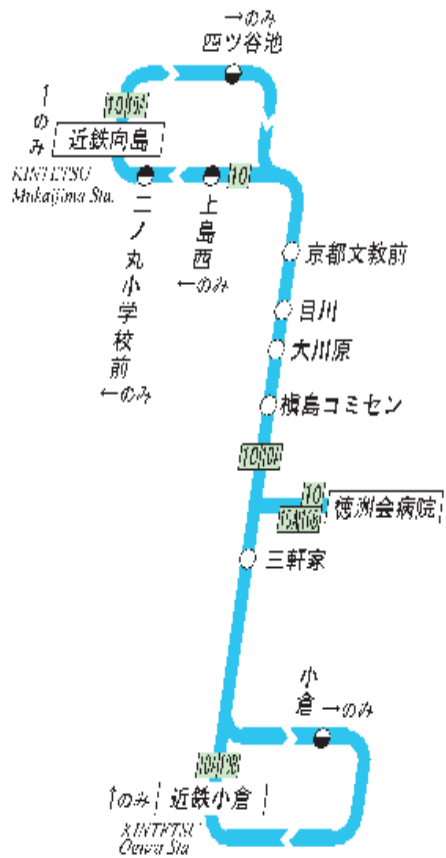 →のみ
四ツ谷池
↑のみ
近鉄向島
KINTETSU
Mukaijima Sta.
10
二ノ丸小学校前
←のみ
上島西
←のみ
京都文教前
目川
大川原
槙島コミセン
10
10
徳洲会病院
三軒家
小倉
→のみ
↑のみ
近鉄小倉
KINTETSU
Ogura Sta.